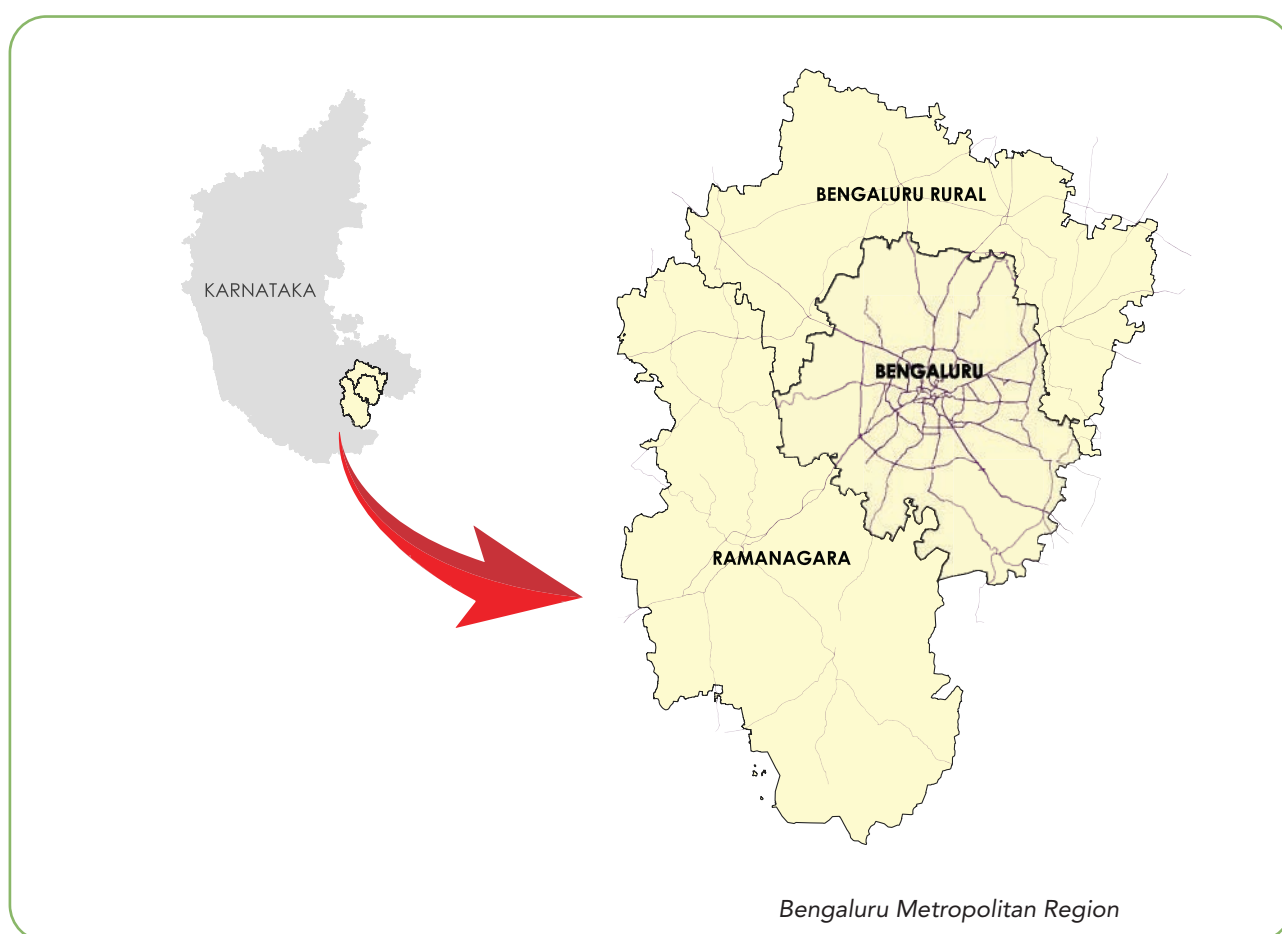 KARNATAKA
BENGALURU RURAL
BENGALURU
RAMANAGARA
Bengaluru Metropolitan Region